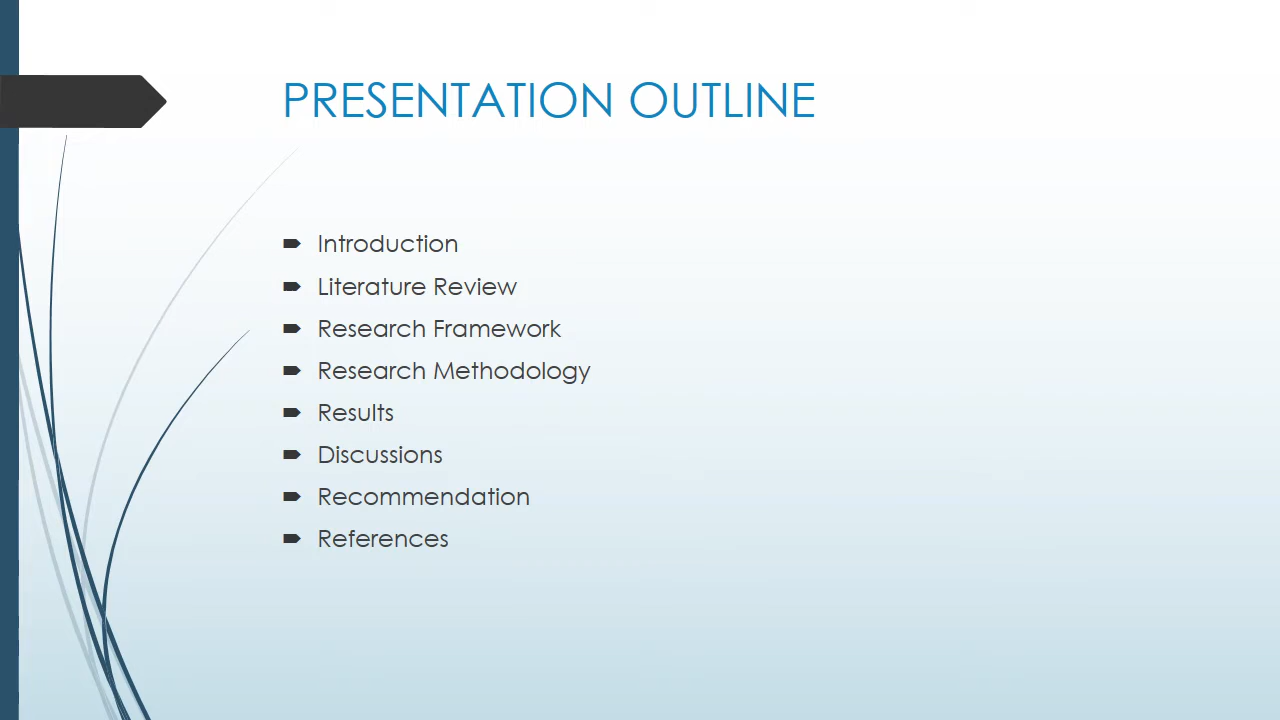 PRESENTATION OUTLINE
Introduction
Literature Review
Research Framework
Research Methodology
Results
Discussions
Recommendation
References